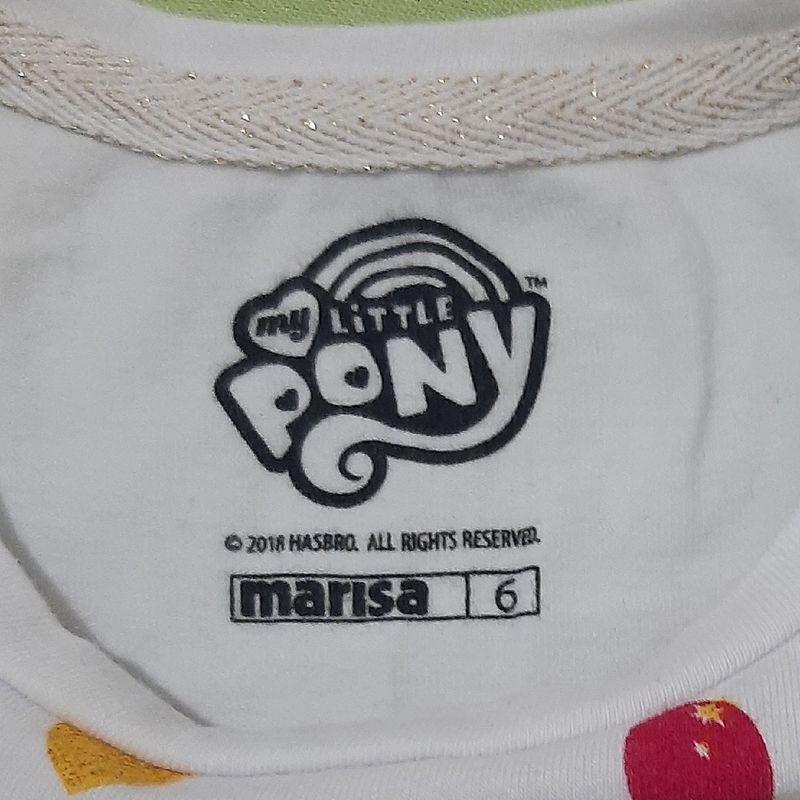 my LiTTLE
PONY
TM
© 2018 HASBRO. ALL RIGHTS RESERVED.
marisa 6